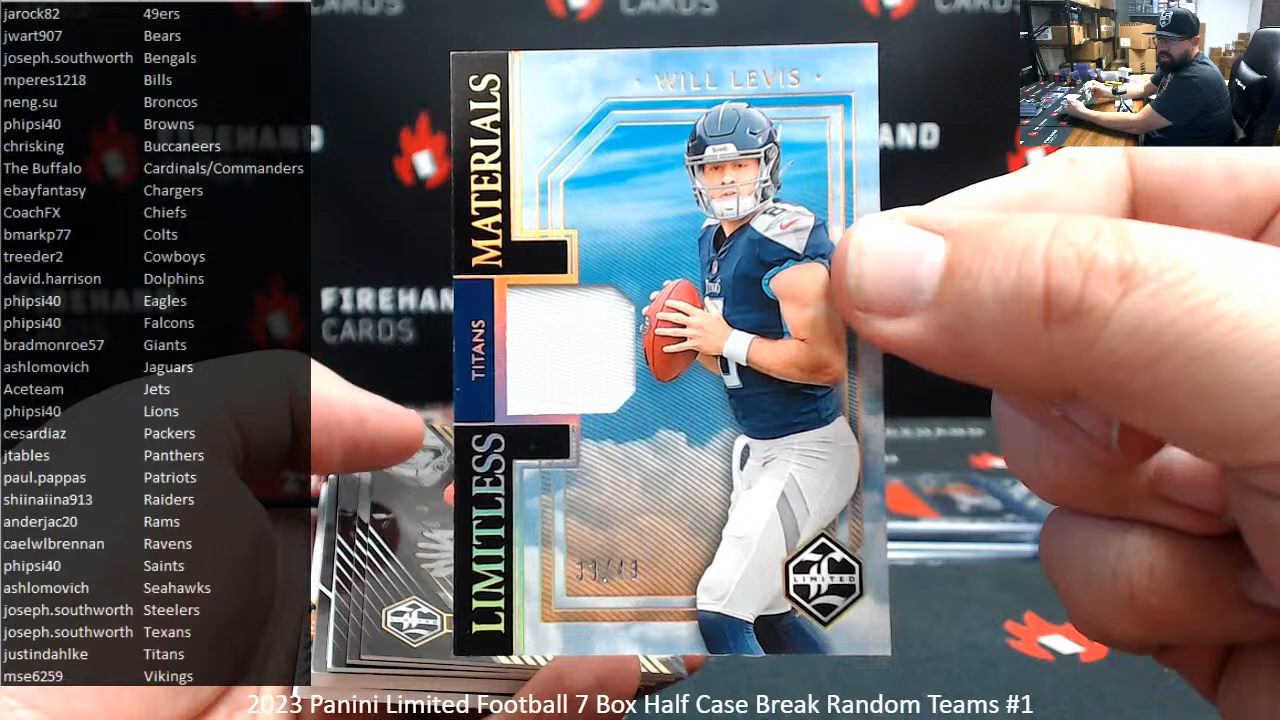 jarock82 49ers
jwart907 Bears
joseph.southworth Bengals
mperes1218 Bills
neng.su Broncos
phipsi40 Browns
chrisking Buccaneers
The Buffalo Cardinals/Commanders
ebayfantasy Chargers
CoachFX Chiefs
bmarkp77 Colts
treeder2 Cowboys
david.harrison Dolphins
phipsi40 Eagles
phipsi40 Falcons
bradmonroe57 Giants
ashlomovich Jaguars
Aceteam Jets
phipsi40 Lions
cesardiaz Packers
jtables Panthers
paul.pappas Patriots
shiinaiina913 Raiders
anderjac20 Rams
caelwlbrennan Ravens
phipsi40 Saints
ashlomovich Seahawks
joseph.southworth Steelers
joseph.southworth Texans
justindahlke Titans
mse6259 Vikings
CARDS
CARDS
FIREHAN
CARDS
HAND
WILL LEVIS
MATERIALS
TITANS
LIMITLESS
LIMITED
2023 Panini Limited Football 7 Box Half Case Break Random Teams #1